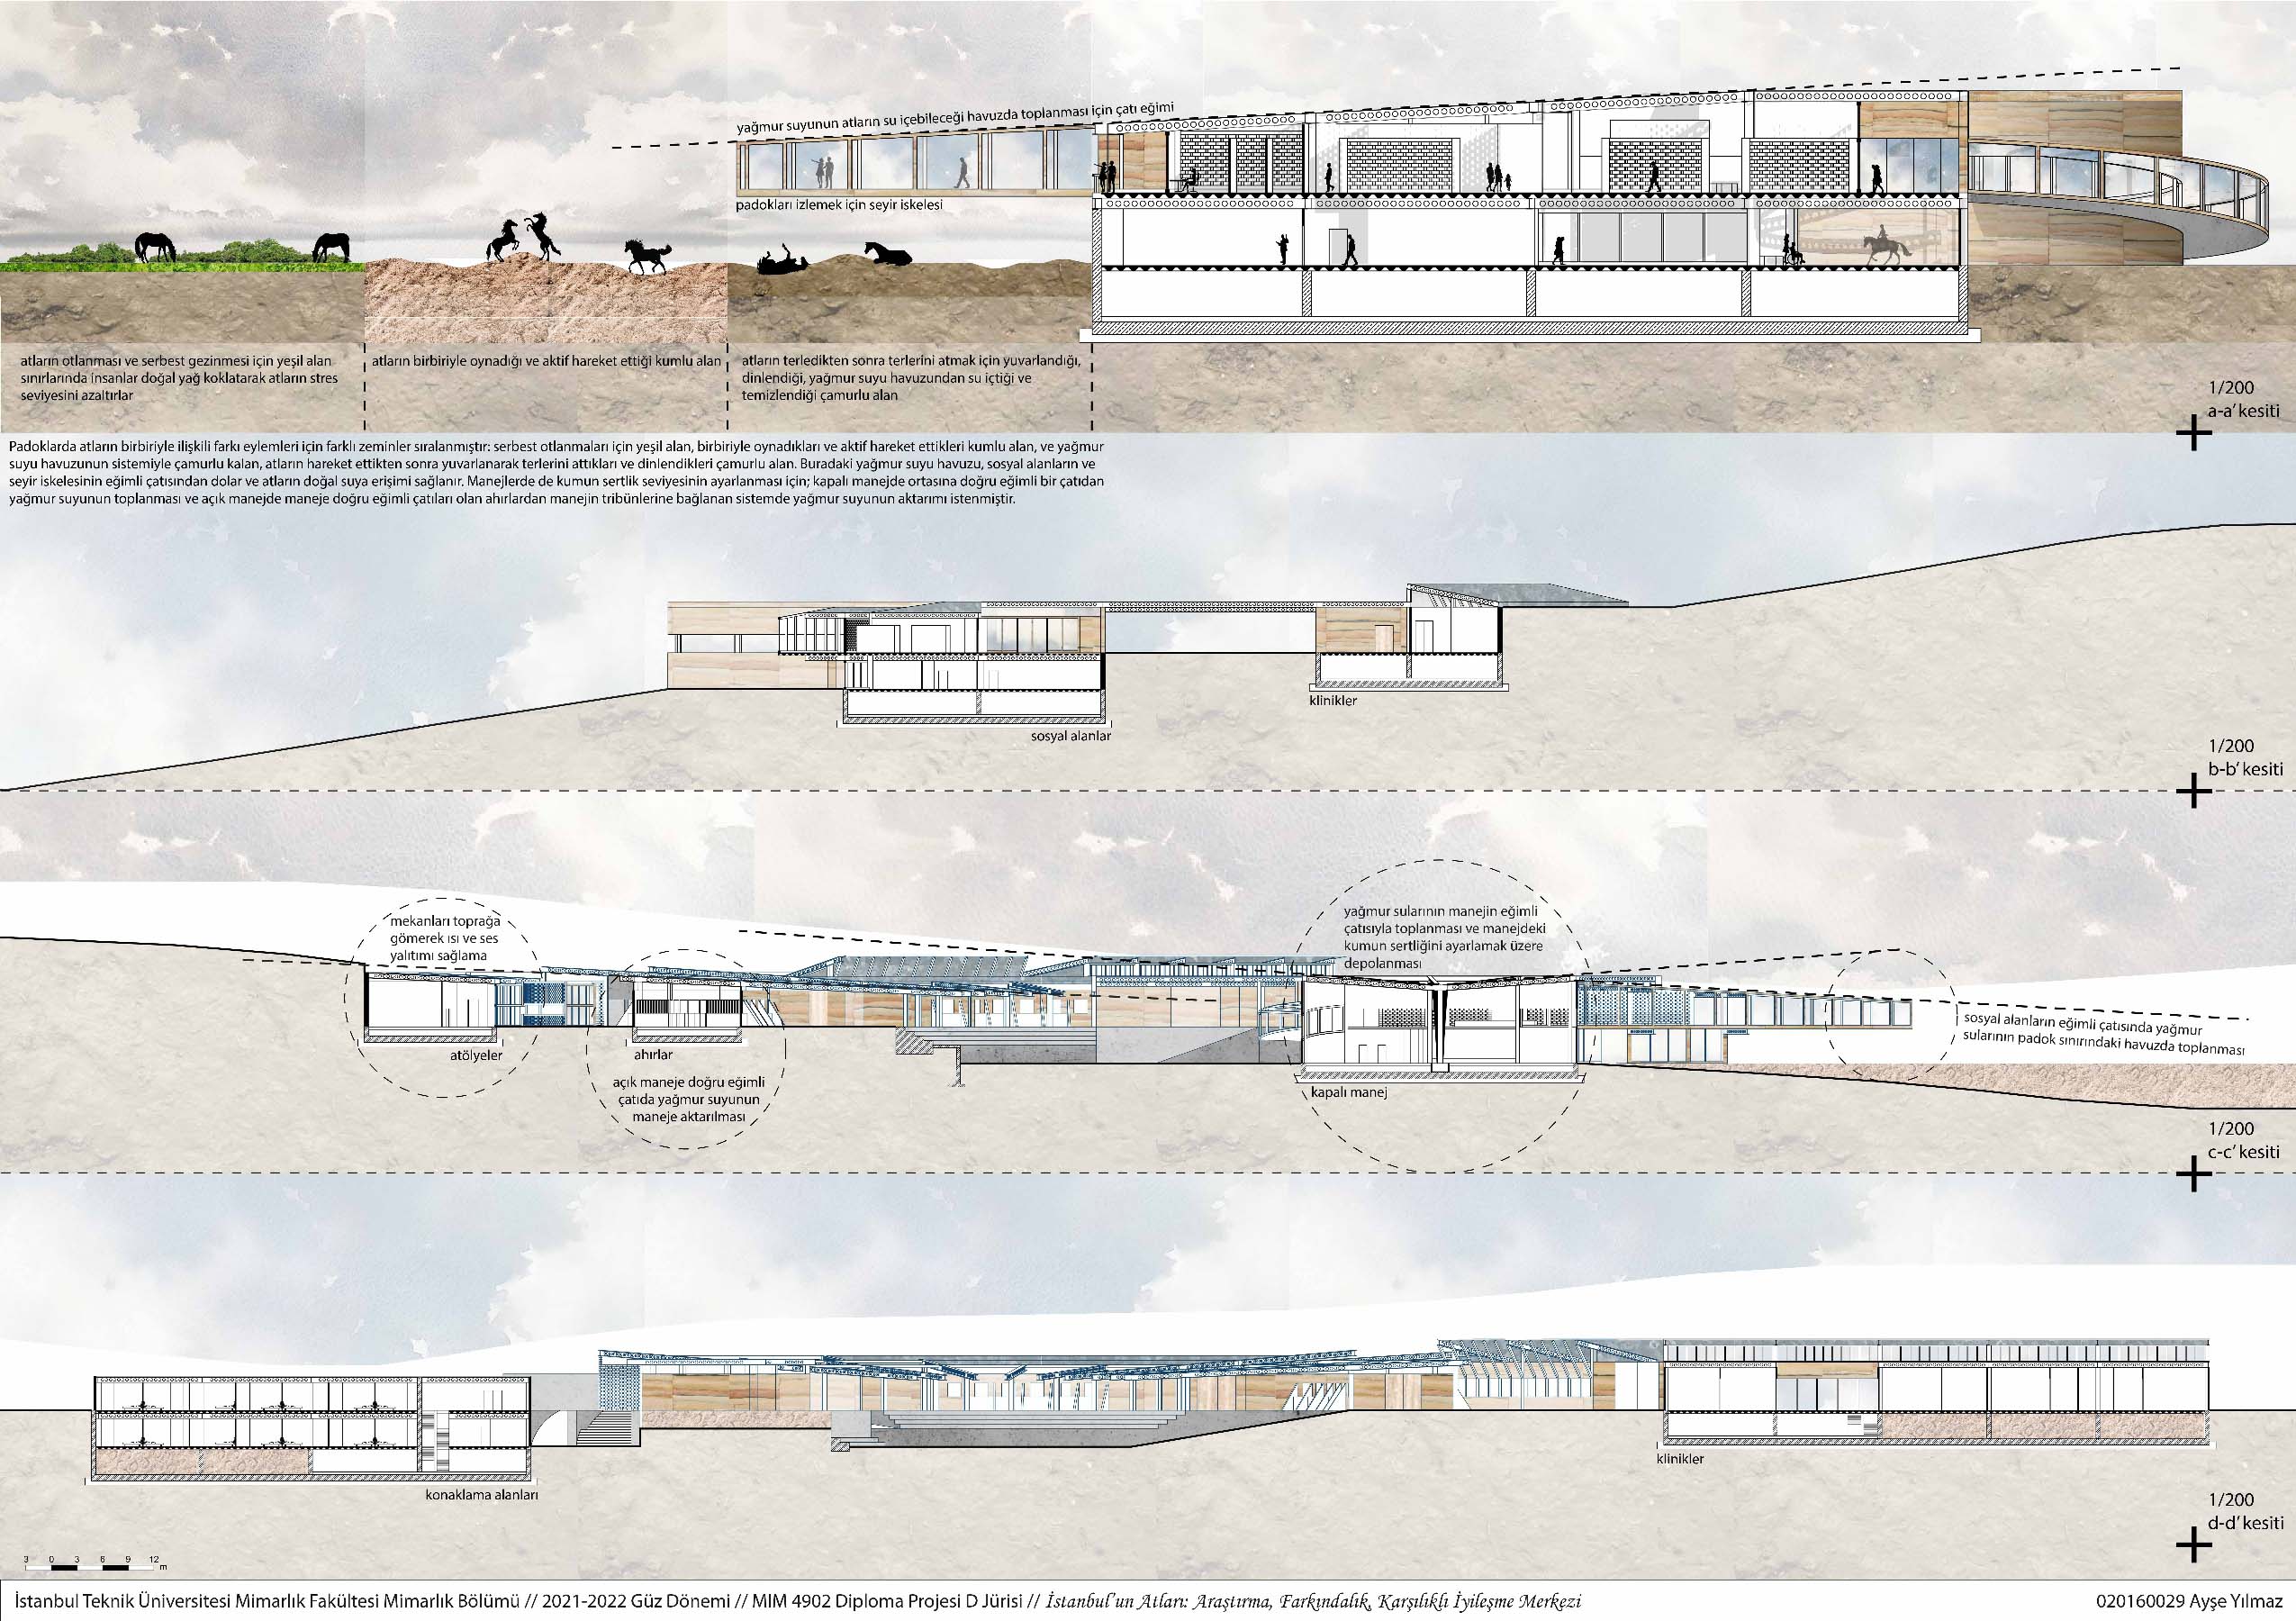 yağmur suyunun atların su içebileceği havuzda toplanması için çatı eğimi
padokları izlemek için seyir iskelesi
atların otlanması ve serbest gezinmesi için yeşil alan
sınırlarında insanlar doğal yağ koklatarak atların stres
seviyesini azaltırlar
atların birbiriyle oynadığı ve aktif hareket ettiği kumlu alan
atların terledikten sonra terlerini atmak için yuvarlandığı,
dinlendiği, yağmur suyu havuzundan su içtiği ve
temizlendiği çamurlu alan
1/200
a-a' kesiti
Padoklarda atların birbiriyle ilişkili farkı eylemleri için farklı zeminler sıralanmıştır: serbest otlanmaları için yeşil alan, birbiriyle oynadıkları ve aktif hareket ettikleri kumlu alan, ve yağmur
suyu havuzunun sistemiyle çamurlu kalan, atların hareket ettikten sonra yuvarlanarak terlerini attıkları ve dinlendikleri çamurlu alan. Buradaki yağmur suyu havuzu, sosyal alanların ve
seyir iskelesinin eğimli çatısından dolar ve atların doğal suya erişimi sağlanır. Manejlerde de kumun sertlik seviyesinin ayarlanması için; kapalı manejde ortasına doğru eğimli bir çatıdan
yağmur suyunun toplanması ve açık manejde maneje doğru eğimli çatıları olan ahırlardan manejin tribünlerine bağlanan sistemde yağmur suyunun aktarımı istenmiştir.
klinikler
sosyal alanlar
1/200
b-b' kesiti
mekanları toprağa
gömerek ısı ve ses
yalıtımı sağlama
yağmur sularının manejin eğimli
çatısıyla toplanması ve manejdeki
kumun sertliğini ayarlamak üzere
depolanması
sosyal alanların eğimli çatısında yağmur
sularının padok sınırındaki havuzda toplanması
atölyeler
ahırlar
açık maneje doğru eğimli
çatıda yağmur suyunun
maneje aktarılması
kapalı manej
1/200
c-c' kesiti
klinikler
konaklama alanları
1/200
d-d' kesiti
3 0 3 6 9 12
m
İstanbul Teknik Üniversitesi Mimarlık Fakültesi Mimarlık Bölümü // 2021-2022 Güz Dönemi // MIM 4902 Diploma Projesi D Jürisi // İstanbul'un Atları: Araştırma, Farkındalık, Karşılıklı İyileşme Merkezi
020160029 Ayşe Yılmaz